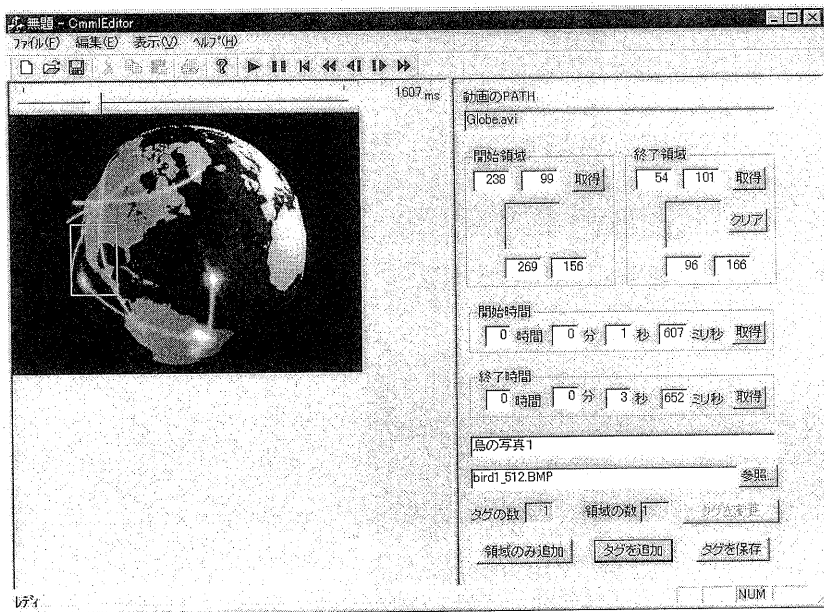 無題 - CmmlEditor
ファイル(F) 編集(E) 表示(V) ヘルプ(H)
1607 ms
動画のPATH
Globe.avi
開始領域 終了領域
238 99 取得 54 101 取得
クリア
269 156 96 166
開始時間
0 時間 0 分 1 秒 607 ミリ秒 取得
終了時間
0 時間 0 分 3 秒 652 ミリ秒 取得
鳥の写真1
bird1_512.BMP 参照...
タグの数 1 領域の数 1 タグを変更
領域のみ追加 タグを追加 タグを保存
レディ NUM